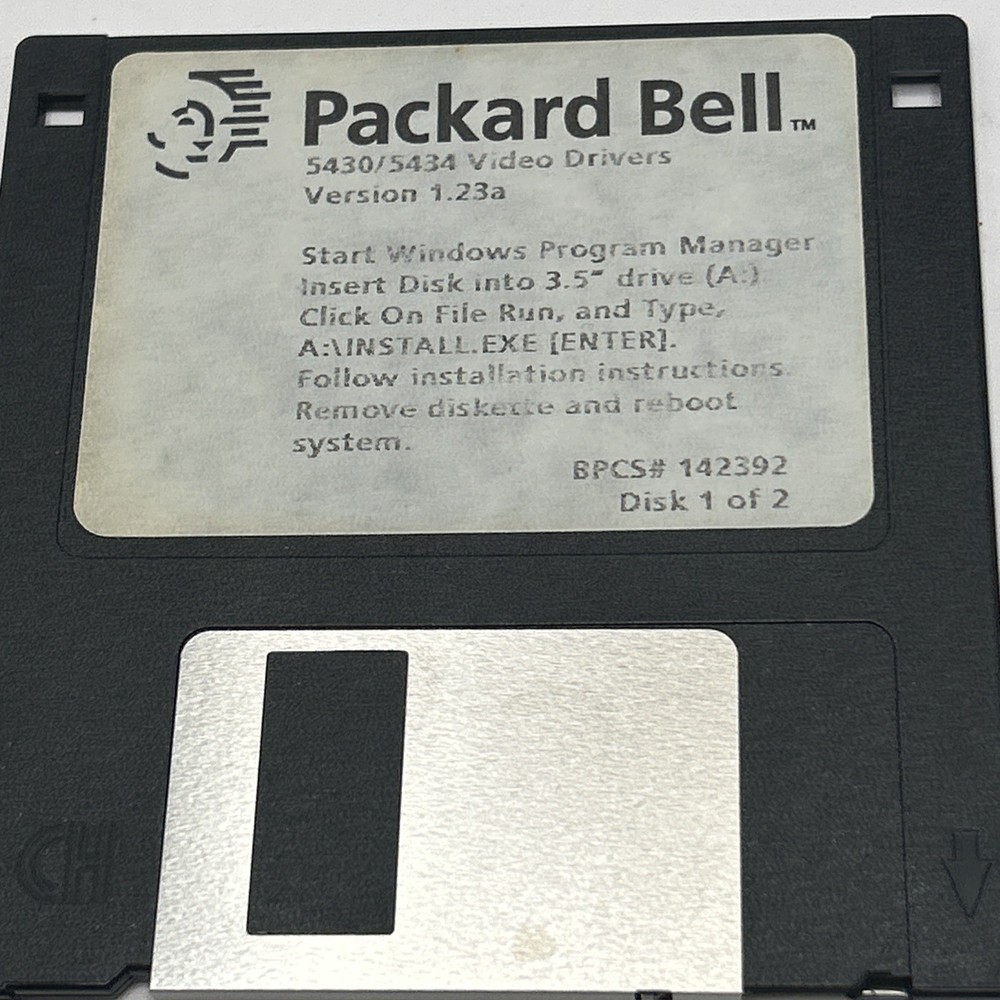 Packard Bell™
5430/5434 Video Drivers
Version 1.23a
Start Windows Program Manager
Insert Disk into 3.5" drive (A:)
Click On File Run, and Type,
A:\INSTALL.EXE [ENTER].
Follow installation instructions.
Remove diskette and reboot
system.
BPCS# 142392
Disk 1 of 2
CH